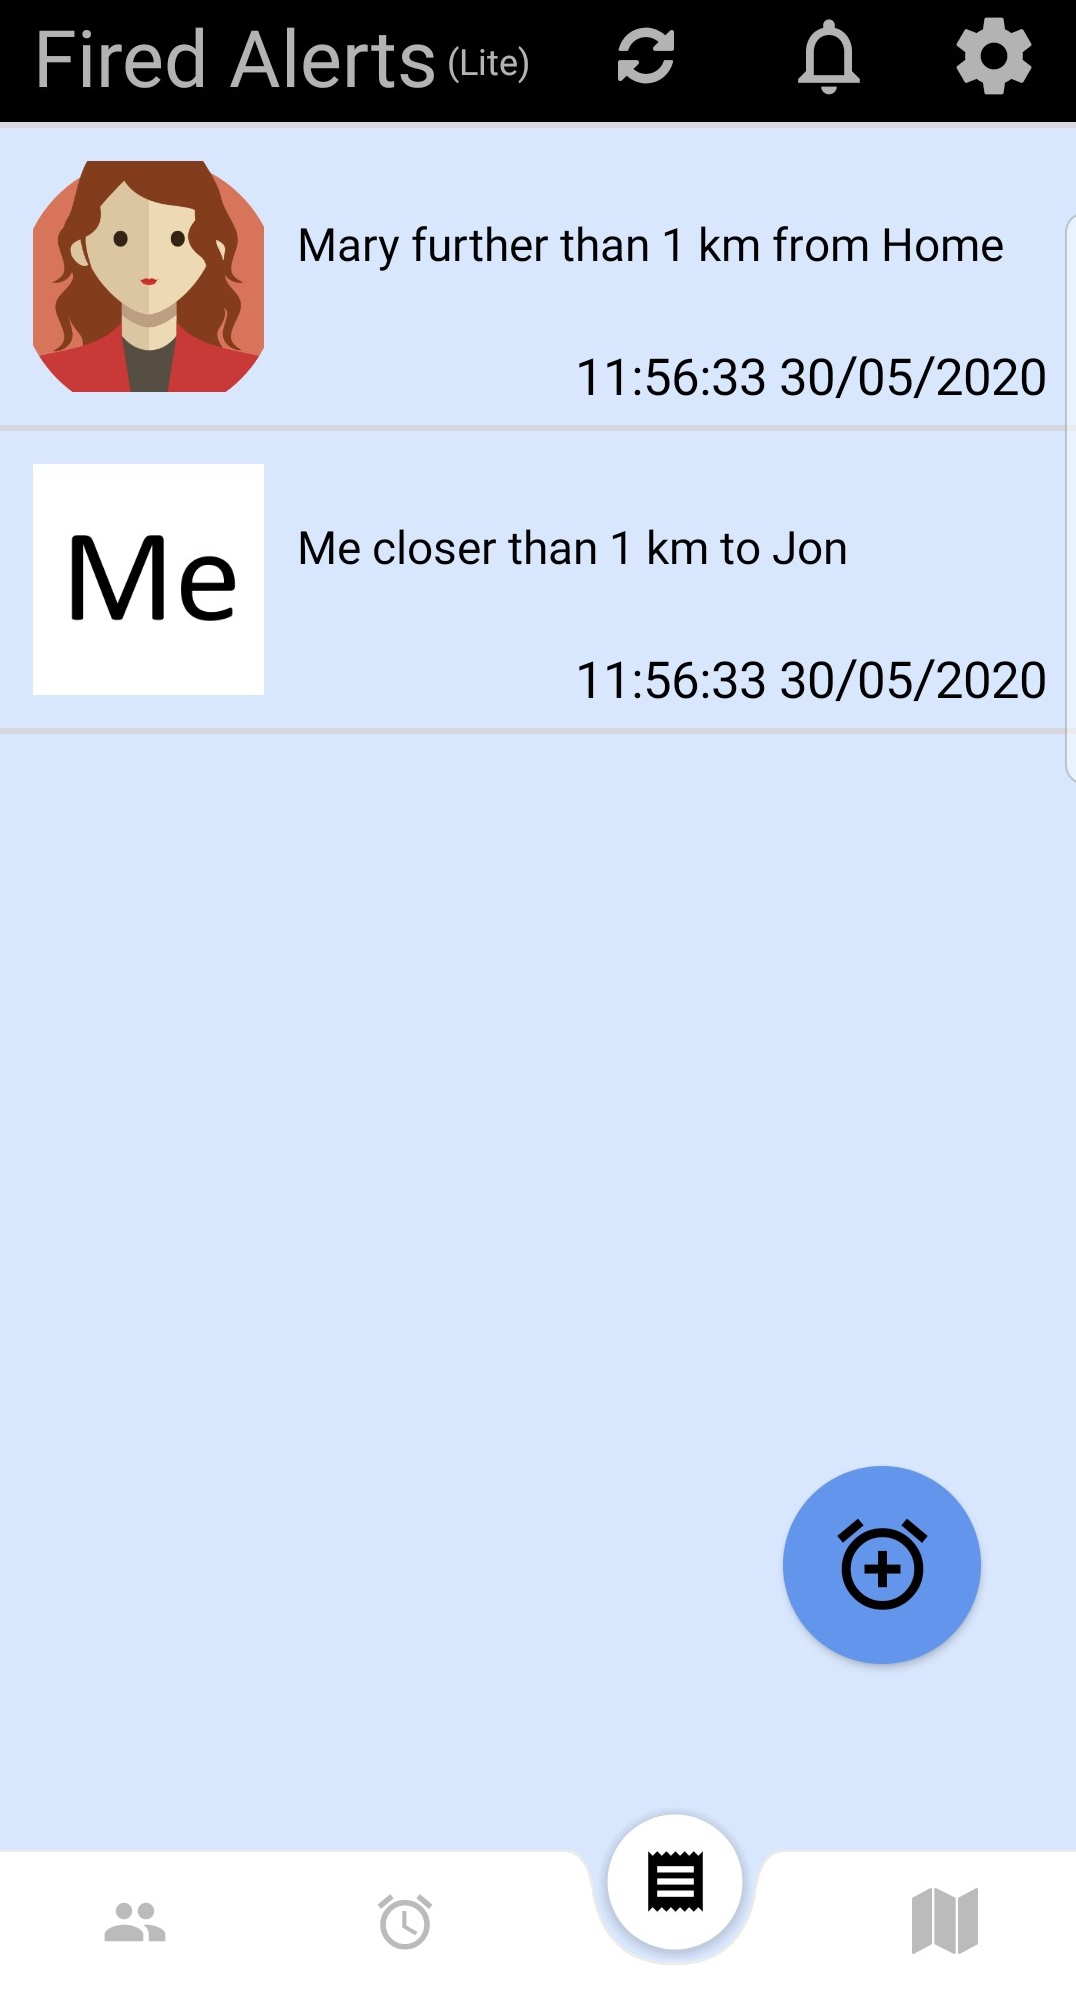 Fired Alerts (Lite)
Mary further than 1 km from Home
11:56:33 30/05/2020
Me
Me closer than 1 km to Jon
11:56:33 30/05/2020